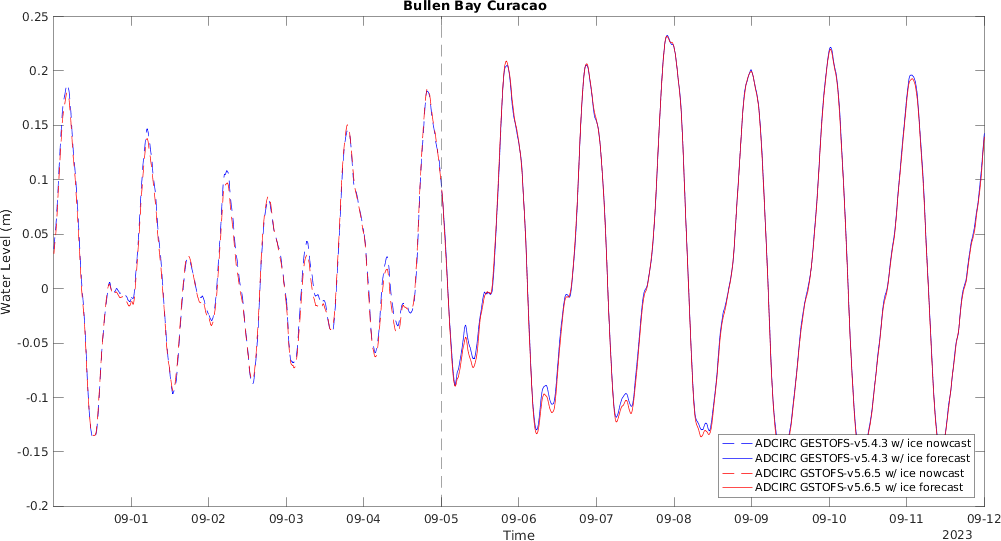 Bullen Bay Curacao
0.25
0.2
0.15
0.1
0.05
0
-0.05
-0.1
-0.15
-0.2
Water Level (m)
ADCIRC GESTOFS-v5.4.3 w/ ice nowcast
ADCIRC GESTOFS-v5.4.3 w/ ice forecast
ADCIRC GSTOFS-v5.6.5 w/ ice nowcast
ADCIRC GSTOFS-v5.6.5 w/ ice forecast
09-01 09-02 09-03 09-04 09-05 09-06 09-07 09-08 09-09 09-10 09-11 09-12
Time
2023